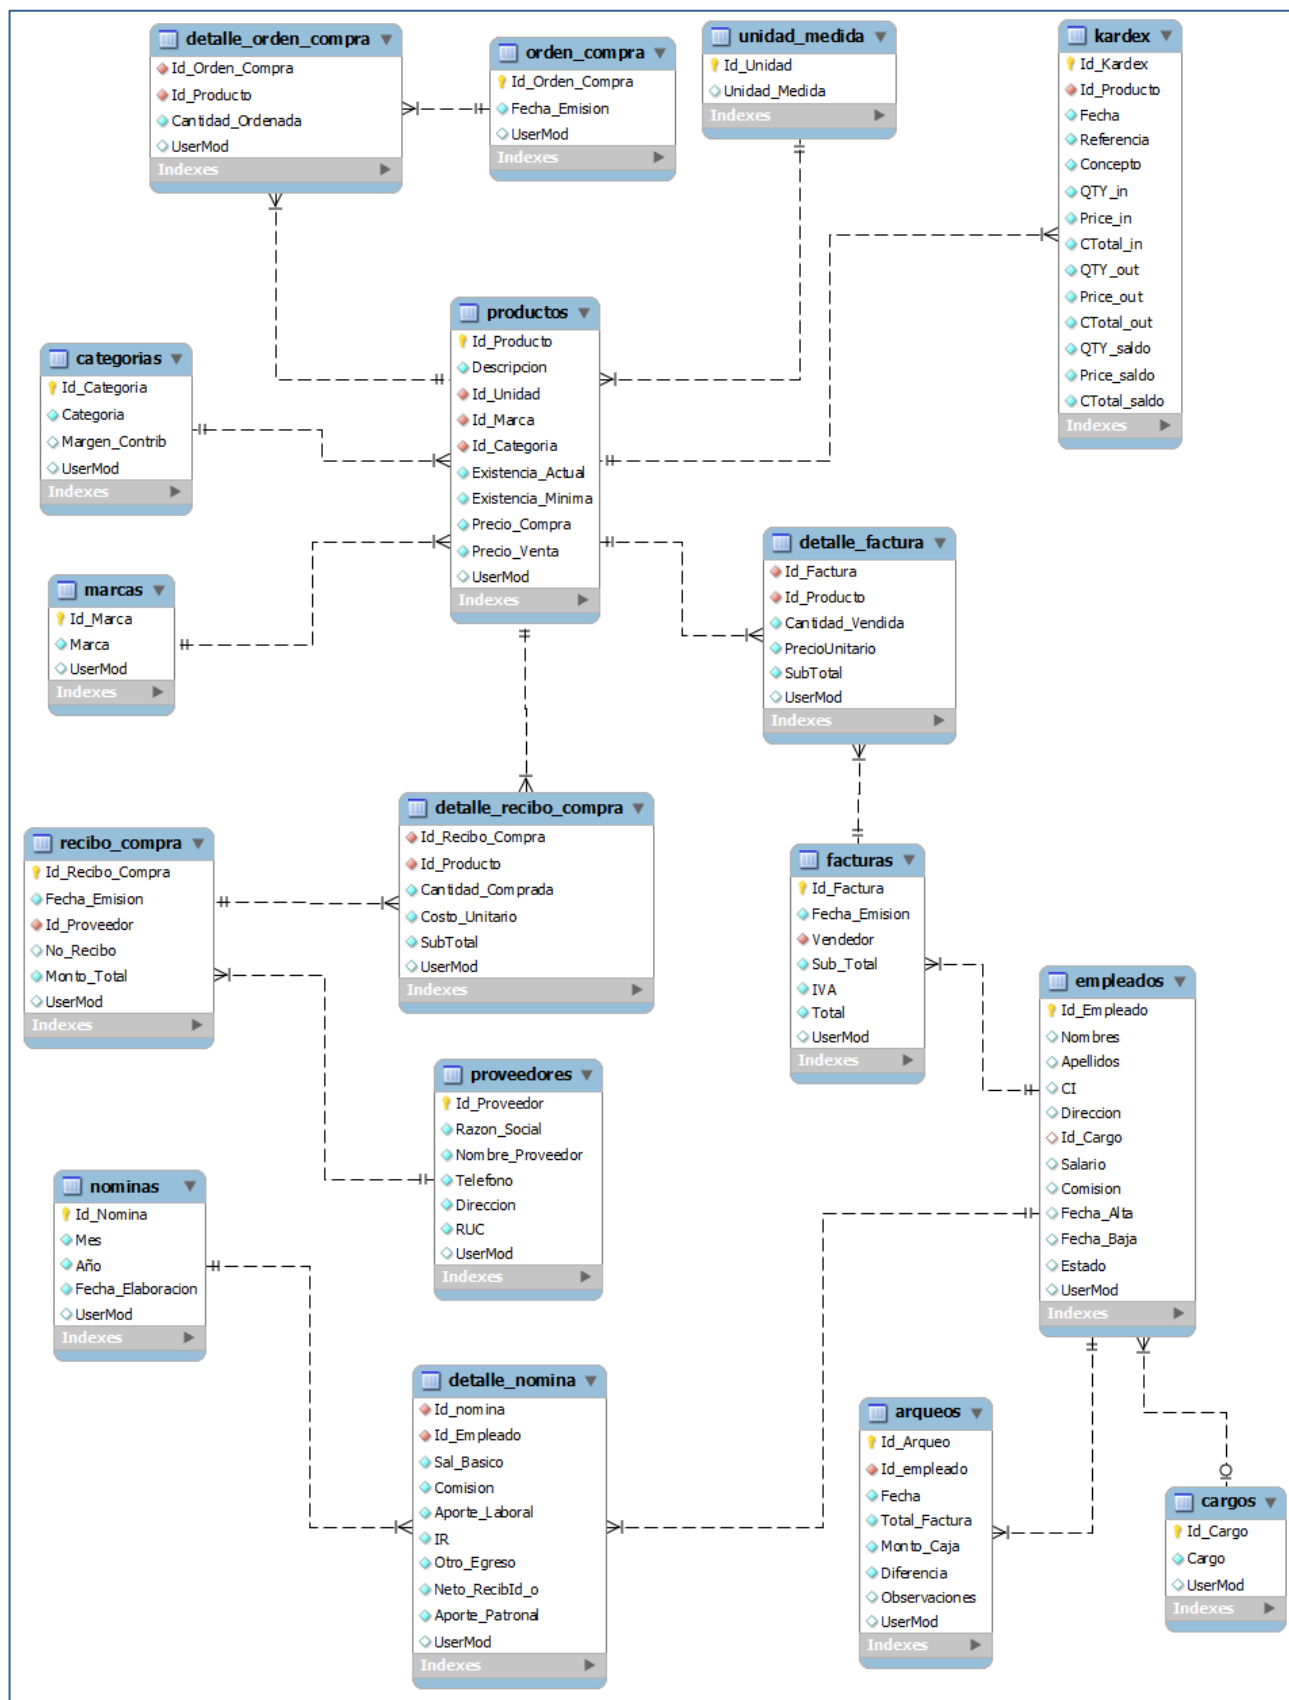 detalle_orden_compra
Id_Orden_Compra
Id_Producto
Cantidad_Ordenada
UserMod
Indexes
orden_compra
Id_Orden_Compra
Fecha_Emision
UserMod
Indexes
unidad_medida
Id_Unidad
Unidad_Medida
Indexes
kardex
Id_Kardex
Id_Producto
Fecha
Referencia
Concepto
QTY_in
Price_in
CTotal_in
QTY_out
Price_out
CTotal_out
QTY_saldo
Price_saldo
CTotal_saldo
Indexes
productos
Id_Producto
Descripcion
Id_Unidad
Id_Marca
Id_Categoria
Existencia_Actual
Existencia_Minima
Precio_Compra
Precio_Venta
UserMod
Indexes
categorias
Id_Categoria
Categoria
Margen_Contrib
UserMod
Indexes
marcas
Id_Marca
Marca
UserMod
Indexes
detalle_factura
Id_Factura
Id_Producto
Cantidad_Vendida
PrecioUnitario
SubTotal
UserMod
Indexes
detalle_recibo_compra
Id_Recibo_Compra
Id_Producto
Cantidad_Comprada
Costo_Unitario
SubTotal
UserMod
Indexes
recibo_compra
Id_Recibo_Compra
Fecha_Emision
Id_Proveedor
No_Recibo
Monto_Total
UserMod
Indexes
facturas
Id_Factura
Fecha_Emision
Vendedor
Sub_Total
IVA
Total
UserMod
Indexes
empleados
Id_Empleado
Nombres
Apellidos
CI
Direccion
Id_Cargo
Salario
Comision
Fecha_Alta
Fecha_Baja
Estado
UserMod
Indexes
proveedores
Id_Proveedor
Razon_Social
Nombre_Proveedor
Telefono
Direccion
RUC
UserMod
Indexes
nominas
Id_Nomina
Mes
Año
Fecha_Elaboracion
UserMod
Indexes
detalle_nomina
Id_nomina
Id_Empleado
Sal_Basico
Comision
Aporte_Laboral
IR
Otro_Egreso
Neto_RecibId_o
Aporte_Patronal
UserMod
Indexes
arqueos
Id_Arqueo
Id_empleado
Fecha
Total_Factura
Monto_Caja
Diferencia
Observaciones
UserMod
Indexes
cargos
Id_Cargo
Cargo
UserMod
Indexes